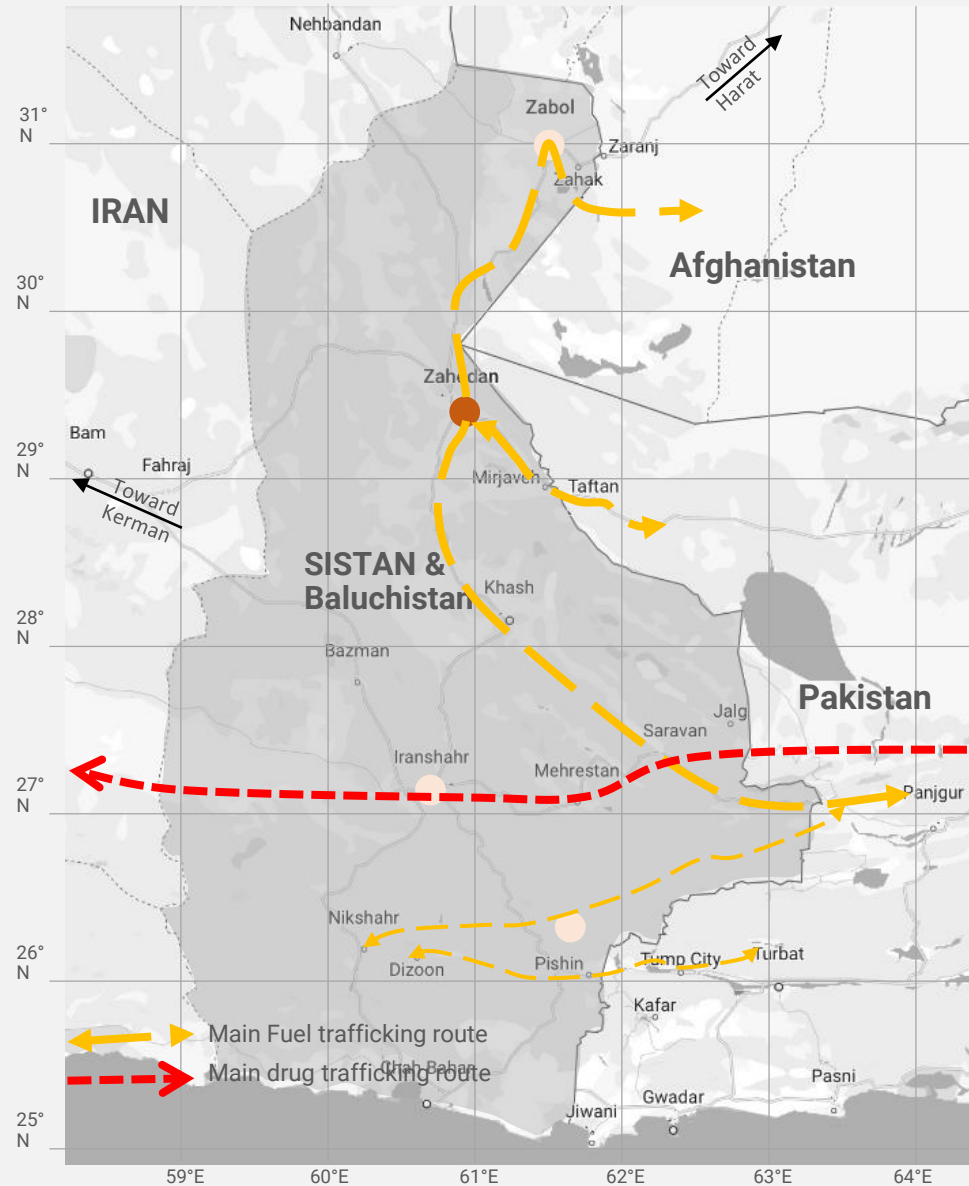 Nehbandan
Toward
Harat
31°
N
Zabol
Zaranj
Zahak
IRAN
Afghanistan
30°
N
Zahedan
Bam
Fahraj
29°
N
Mirjaveh
Taftan
Toward
Kerman
SISTAN &
Baluchistan
Khash
28°
N
Bazman
Pakistan
Jalg
Saravan
Iranshahr
Mehrestan
27°
N
Panjgur
Nikshahr
26°
N
Dizoon
Pishin
Tump City
Turbat
Kafar
Main Fuel trafficking route
Main drug trafficking route
Chah Bahar
Pasni
Gwadar
Jiwani
25°
N
59°E
60°E
61°E
62°E
63°E
64°E